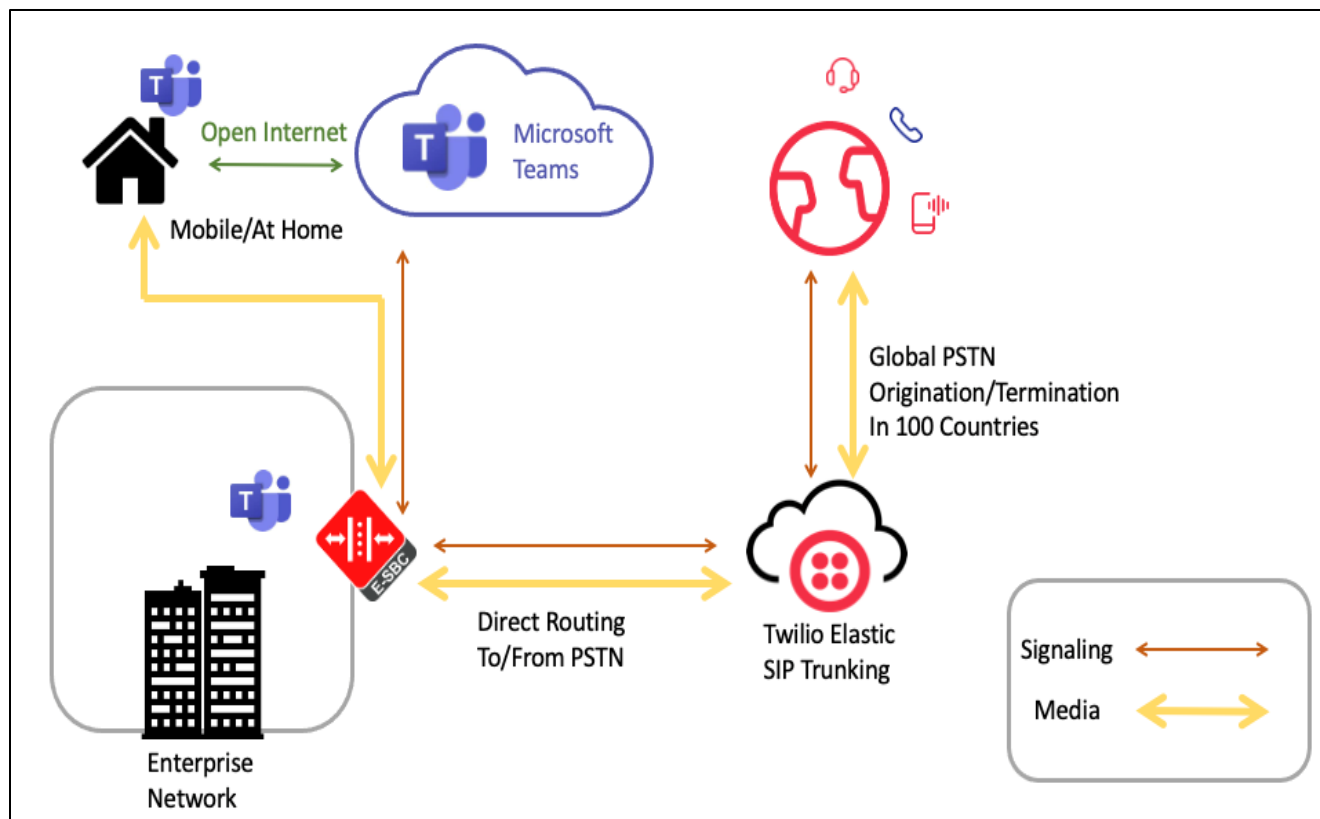 T
Open Internet
T
Microsoft
Teams
Mobile/At Home
Global PSTN
Origination/Termination
In 100 Countries
T
E-SBC
Direct Routing
To/From PSTN
Twilio Elastic
SIP Trunking
Signaling
Media
Enterprise
Network